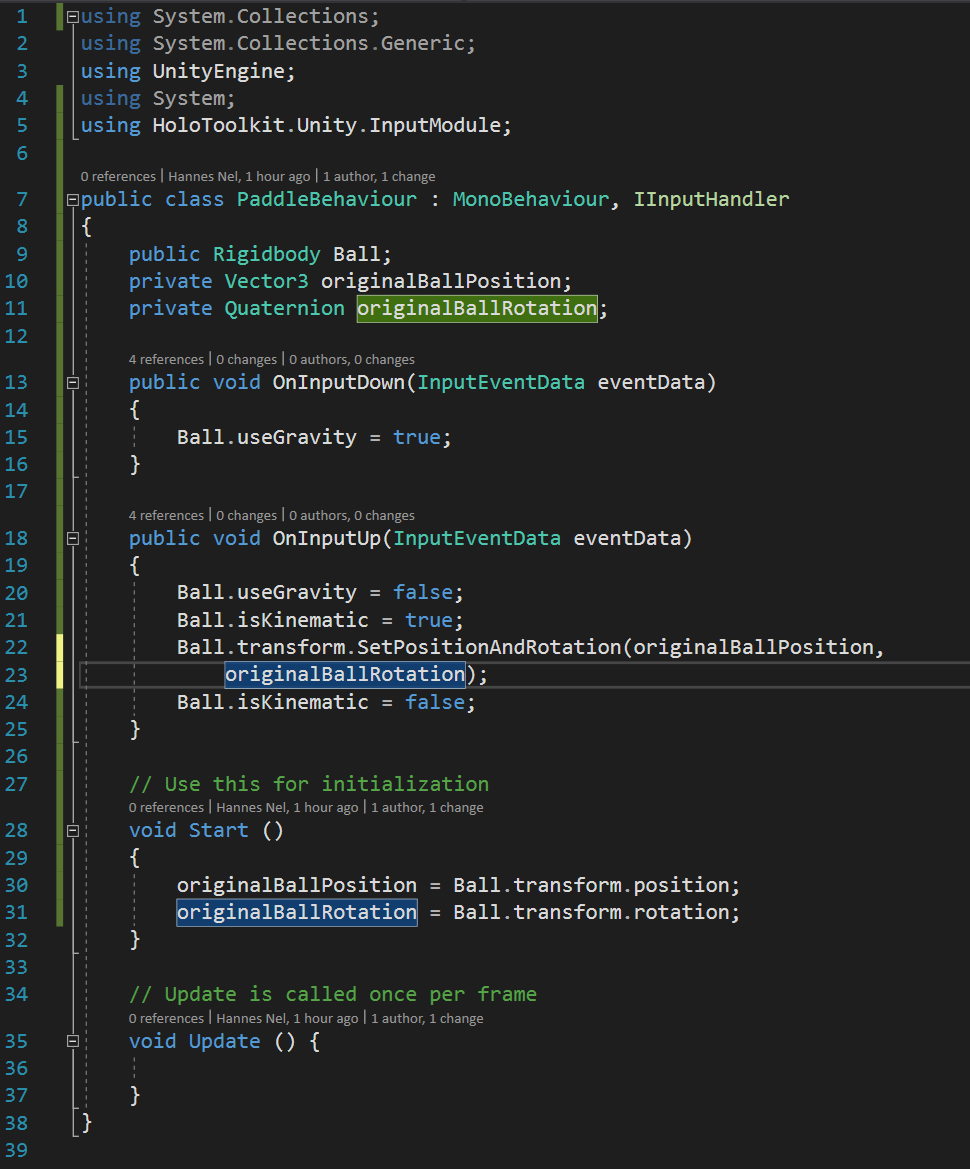 1 using System.Collections;
2 using System.Collections.Generic;
3 using UnityEngine;
4 using System;
5 using HoloToolkit.Unity.InputModule;
6
0 references | Hannes Nel, 1 hour ago | 1 author, 1 change
7 public class PaddleBehaviour : MonoBehaviour, IInputHandler
8 {
9 public Rigidbody Ball;
10 private Vector3 originalBallPosition;
11 private Quaternion originalBallRotation;
12
4 references | 0 changes | 0 authors, 0 changes
13 public void OnInputDown(InputEventData eventData)
14 {
15 Ball.useGravity = true;
16 }
17
4 references | 0 changes | 0 authors, 0 changes
18 public void OnInputUp(InputEventData eventData)
19 {
20 Ball.useGravity = false;
21 Ball.isKinematic = true;
22 Ball.transform.SetPositionAndRotation(originalBallPosition,
23 originalBallRotation);
24 Ball.isKinematic = false;
25 }
26
27 // Use this for initialization
0 references | Hannes Nel, 1 hour ago | 1 author, 1 change
28 void Start ()
29 {
30 originalBallPosition = Ball.transform.position;
31 originalBallRotation = Ball.transform.rotation;
32 }
33
34 // Update is called once per frame
0 references | Hannes Nel, 1 hour ago | 1 author, 1 change
35 void Update () {
36
37 }
38 }
39